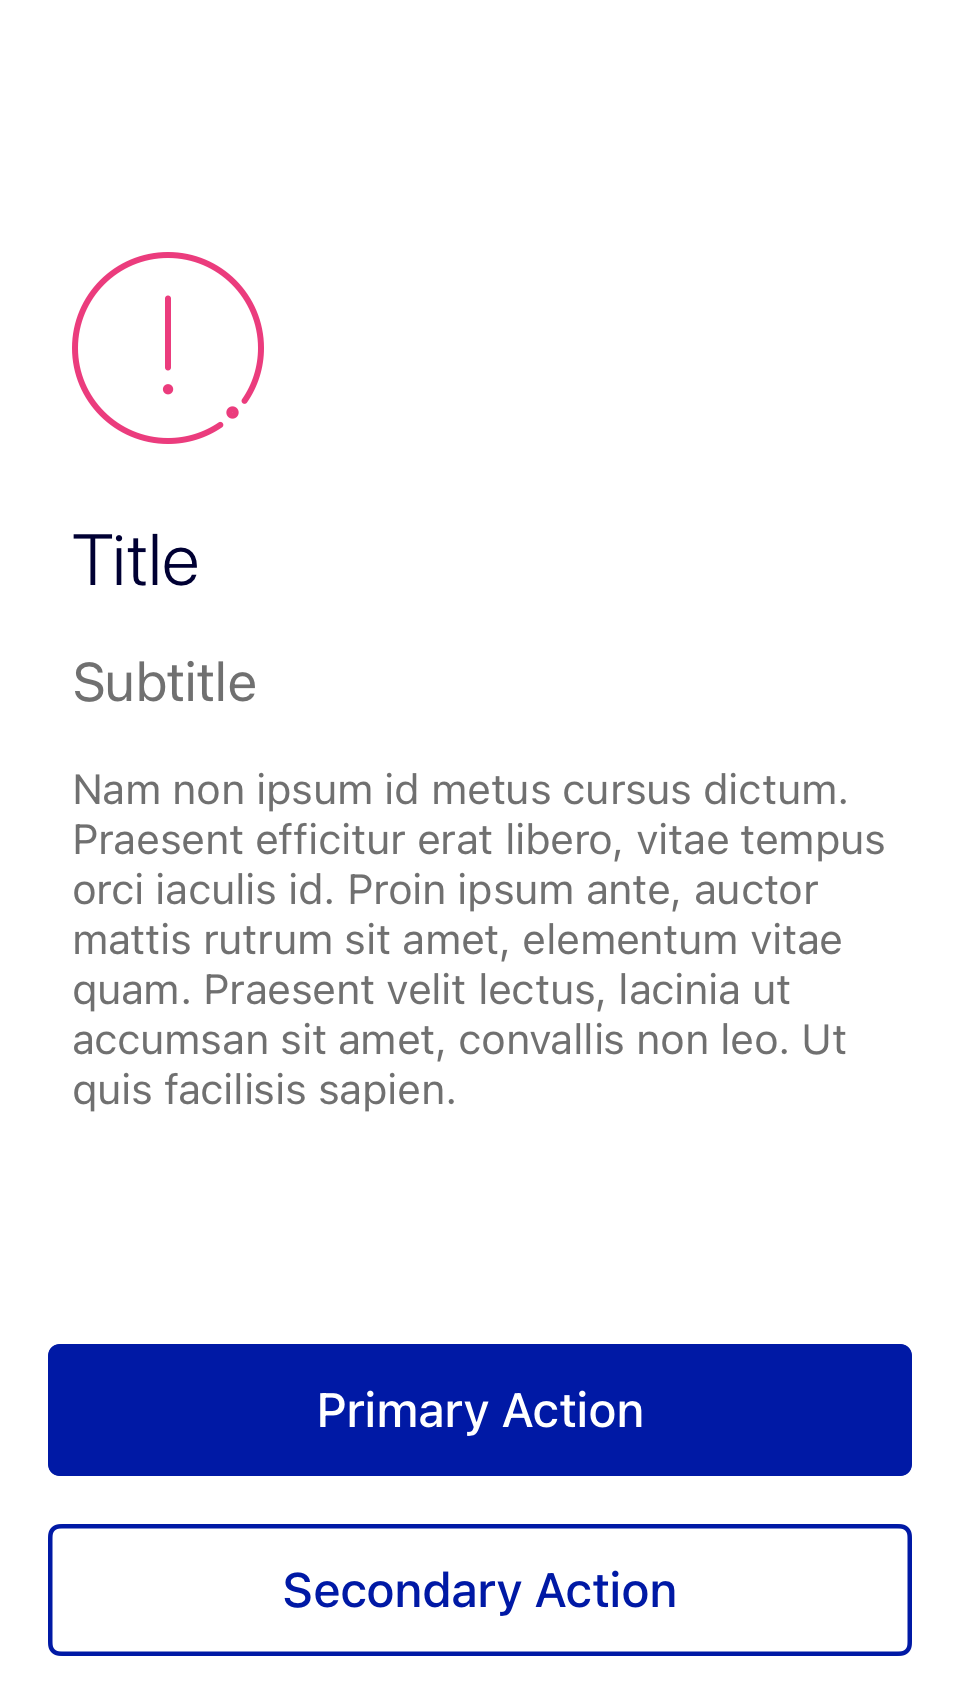 Title
Subtitle
Nam non ipsum id metus cursus dictum.
Praesent efficitur erat libero, vitae tempus
orci iaculis id. Proin ipsum ante, auctor
mattis rutrum sit amet, elementum vitae
quam. Praesent velit lectus, lacinia ut
accumsan sit amet, convallis non leo. Ut
quis facilisis sapien.
Primary Action
Secondary Action